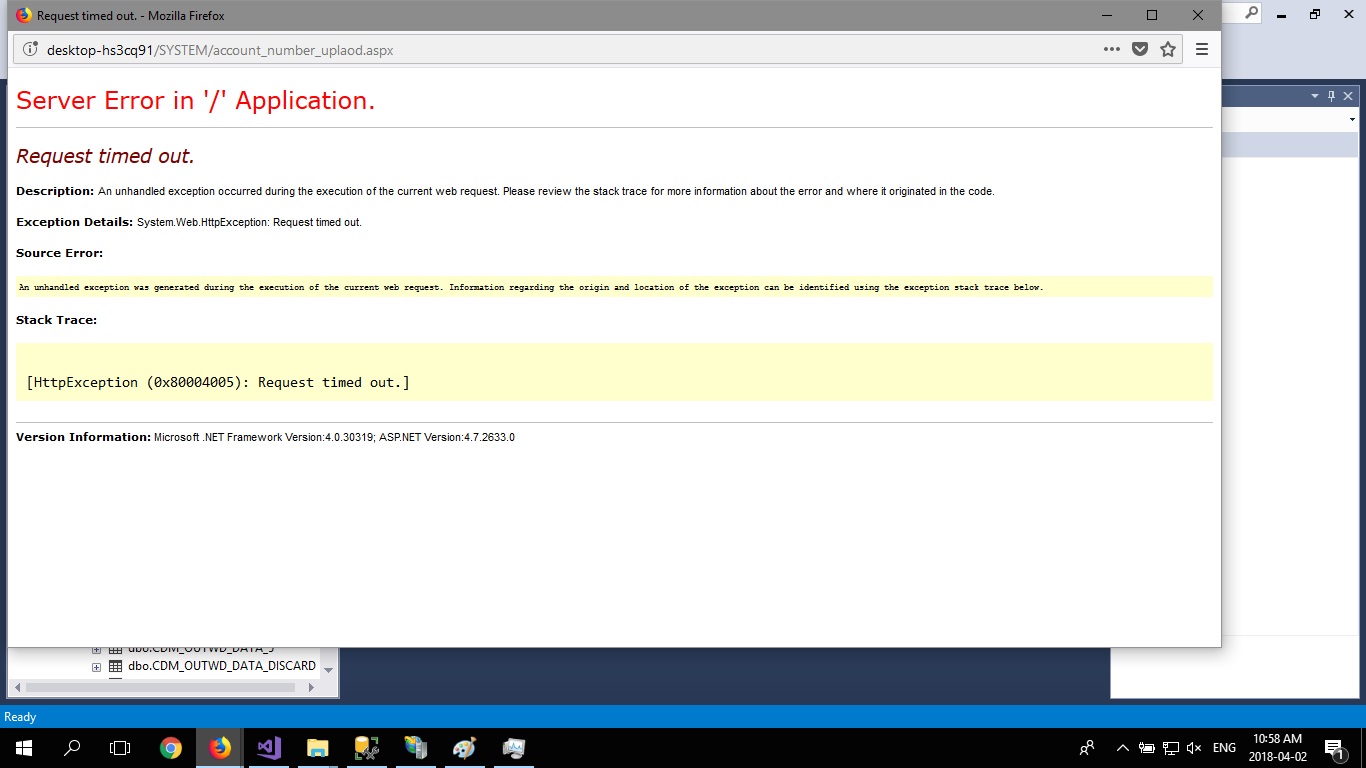 Request timed out. - Mozilla Firefox
desktop-hs3cq91/SYSTEM/account_number_uplaod.aspx
Server Error in '/' Application.
Request timed out.
Description: An unhandled exception occurred during the execution of the current web request. Please review the stack trace for more information about the error and where it originated in the code.
Exception Details: System.Web.HttpException: Request timed out.
Source Error:
An unhandled exception was generated during the execution of the current web request. Information regarding the origin and location of the exception can be identified using the exception stack trace below.
Stack Trace:
[HttpException (0x80004005): Request timed out.]
Version Information: Microsoft .NET Framework Version:4.0.30319; ASP.NET Version:4.7.2633.0
dbo.CDM_OUTWD_DATA_J
dbo.CDM_OUTWD_DATA_DISCARD
Ready
ENG
10:58 AM
2018-04-02
1